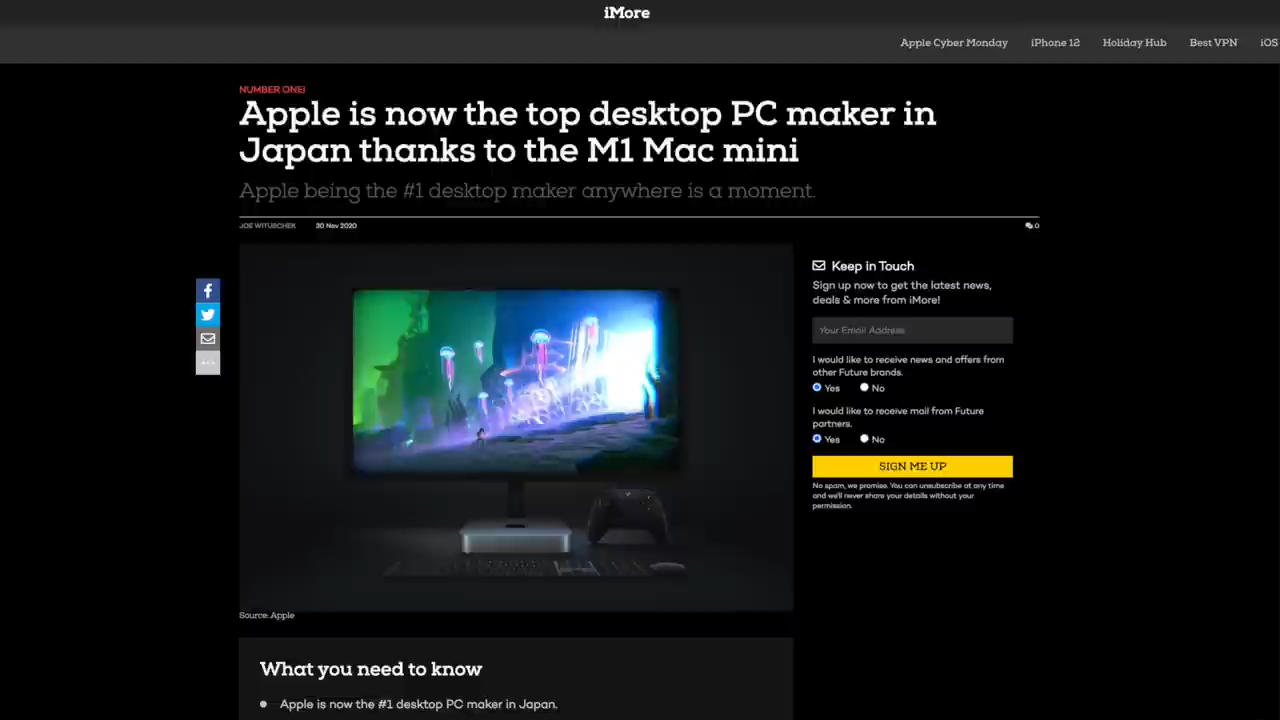 iMore
Apple Cyber Monday iPhone 12 Holiday Hub Best VPN iOS
NUMBER ONE!
Apple is now the top desktop PC maker in
Japan thanks to the M1 Mac mini
Apple being the #1 desktop maker anywhere is a moment.
JOE WITUSCHEK 30 Nov 2020 0
Keep in Touch
Sign up now to get the latest news,
deals & more from iMore!
Your Email Address
I would like to receive news and offers from
other Future brands.
Yes No
I would like to receive mail from Future
partners.
Yes No
SIGN ME UP
No spam, we promise. You can unsubscribe at any time
and we'll never share your details without your
permission.
Source: Apple
What you need to know
Apple is now the #1 desktop PC maker in Japan.